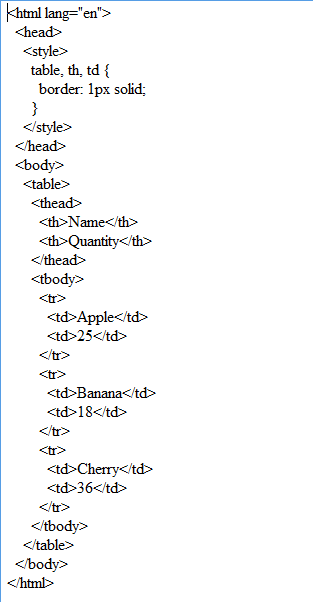 <html lang="en">
  <head>
    <style>
      table, th, td {
        border: 1px solid;
      }
    </style>
  </head>
  <body>
    <table>
      <thead>
        <th>Name</th>
        <th>Quantity</th>
      </thead>
      <tbody>
        <tr>
          <td>Apple</td>
          <td>25</td>
        </tr>
        <tr>
          <td>Banana</td>
          <td>18</td>
        </tr>
        <tr>
          <td>Cherry</td>
          <td>36</td>
        </tr>
      </tbody>
    </table>
  </body>
</html>